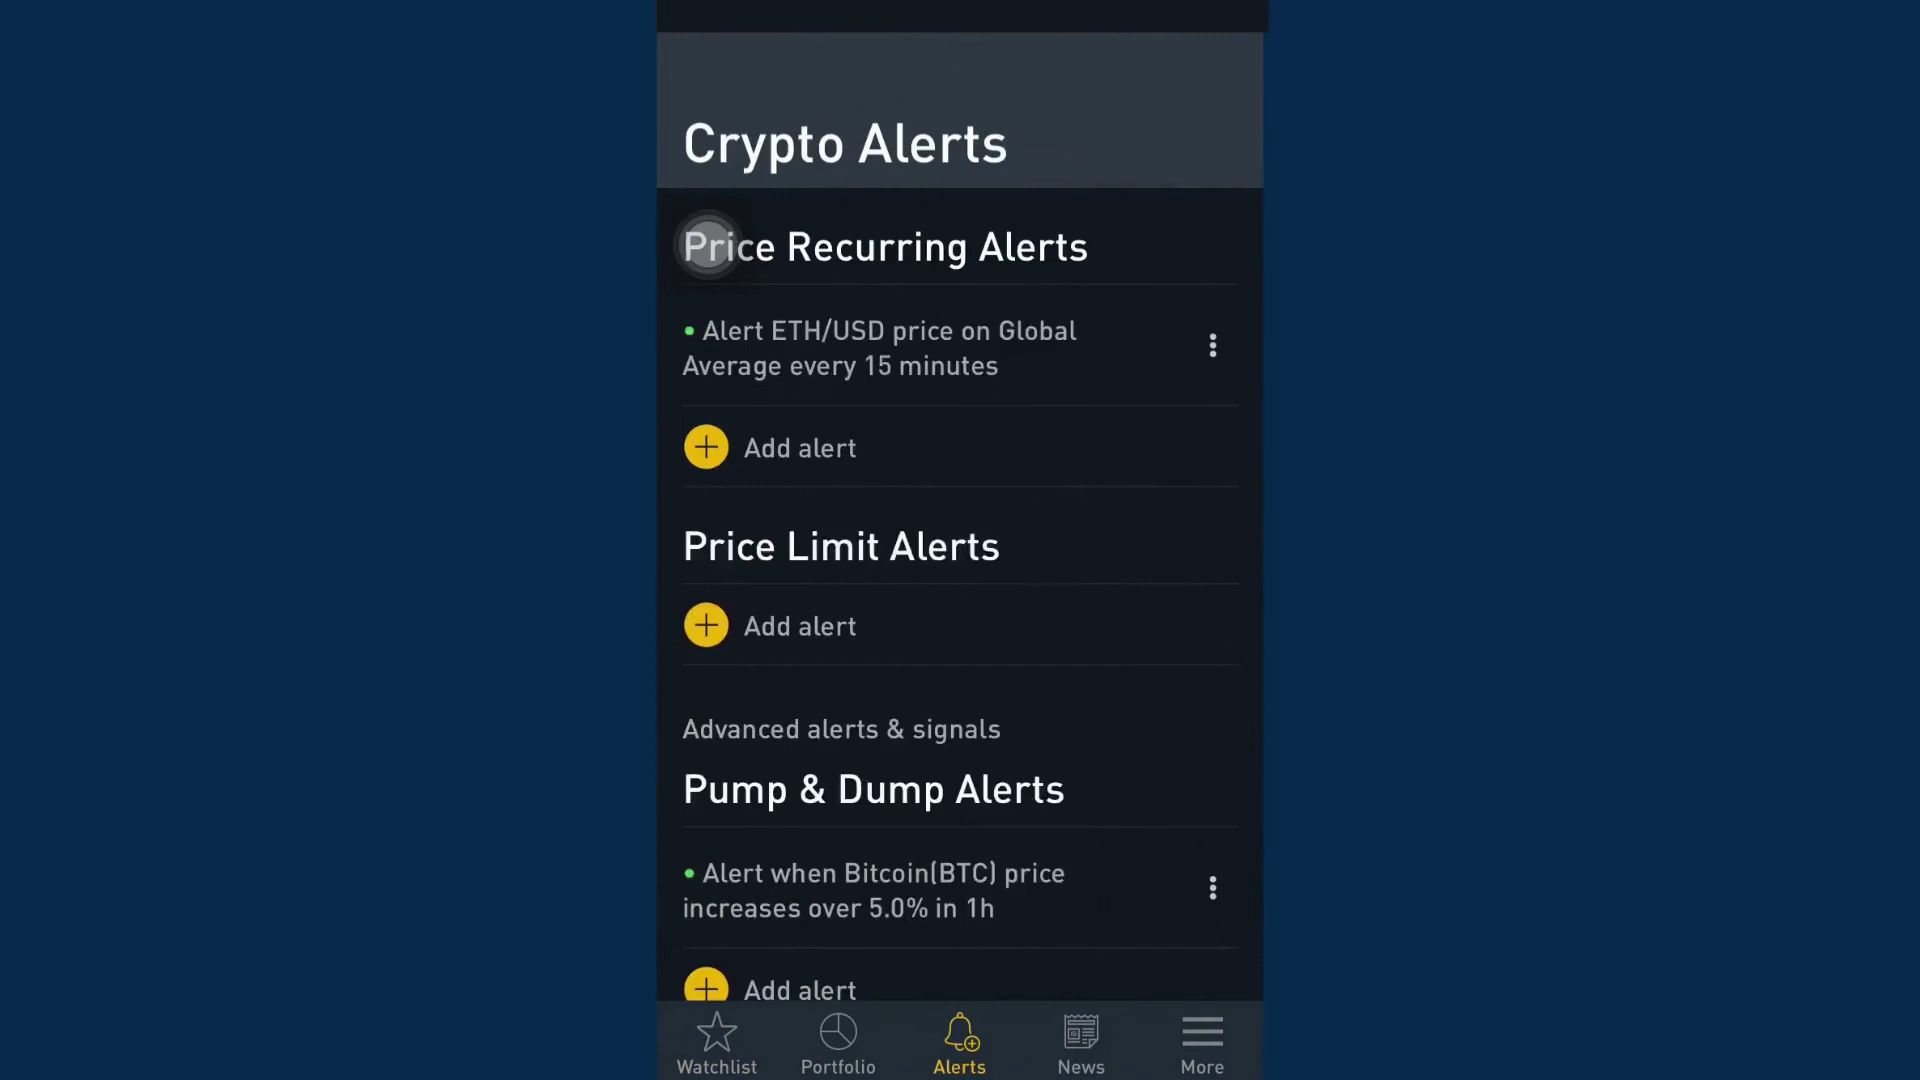 Crypto Alerts
Price Recurring Alerts
Alert ETH/USD price on Global
Average every 15 minutes
Add alert
Price Limit Alerts
Add alert
Advanced alerts & signals
Pump & Dump Alerts
Alert when Bitcoin(BTC) price
increases over 5.0% in 1h
Add alert
Watchlist
Portfolio
Alerts
News
More